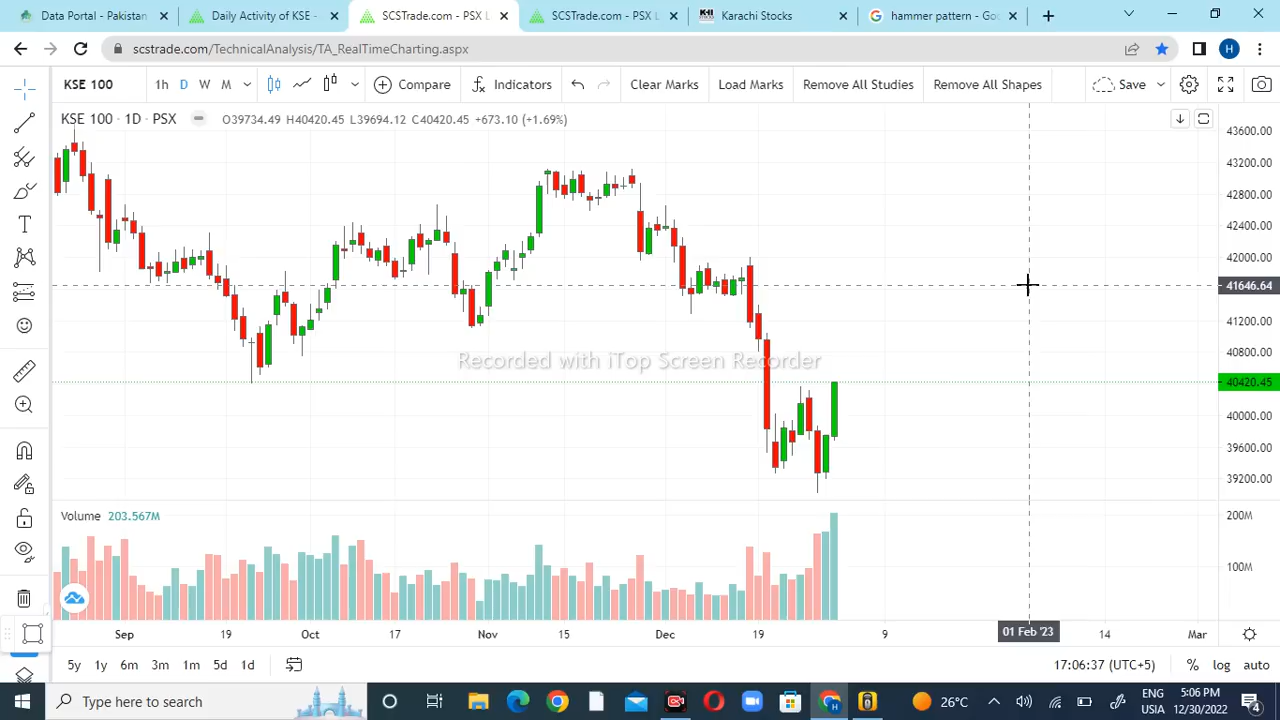 Data Portal - Pakistan
Daily Activity of KSE -
SCSTrade.com - PSX L
SCSTrade.com - PSX L
Karachi Stocks
hammer pattern - Goo
scstrade.com/TechnicalAnalysis/TA_RealTimeCharting.aspx
H
KSE 100
1h D W M
Compare
Indicators
Clear Marks
Load Marks
Remove All Studies
Remove All Shapes
Save
KSE 100 · 1D · PSX
O39734.49 H40420.45 L39694.12 C40420.45 +673.10 (+1.69%)
43600.00
43200.00
42800.00
42400.00
42000.00
41646.64
41200.00
40800.00
40420.45
40000.00
39600.00
39200.00
Recorded with iTop Screen Recorder
Volume 203.567M
200M
100M
Sep 19 Oct 17 Nov 15 Dec 19 9 01 Feb '23 14 Mar
5y 1y 6m 3m 1m 5d 1d
17:06:37 (UTC+5) % log auto
Type here to search
26°C
ENG
USIA
5:06 PM
12/30/2022
4